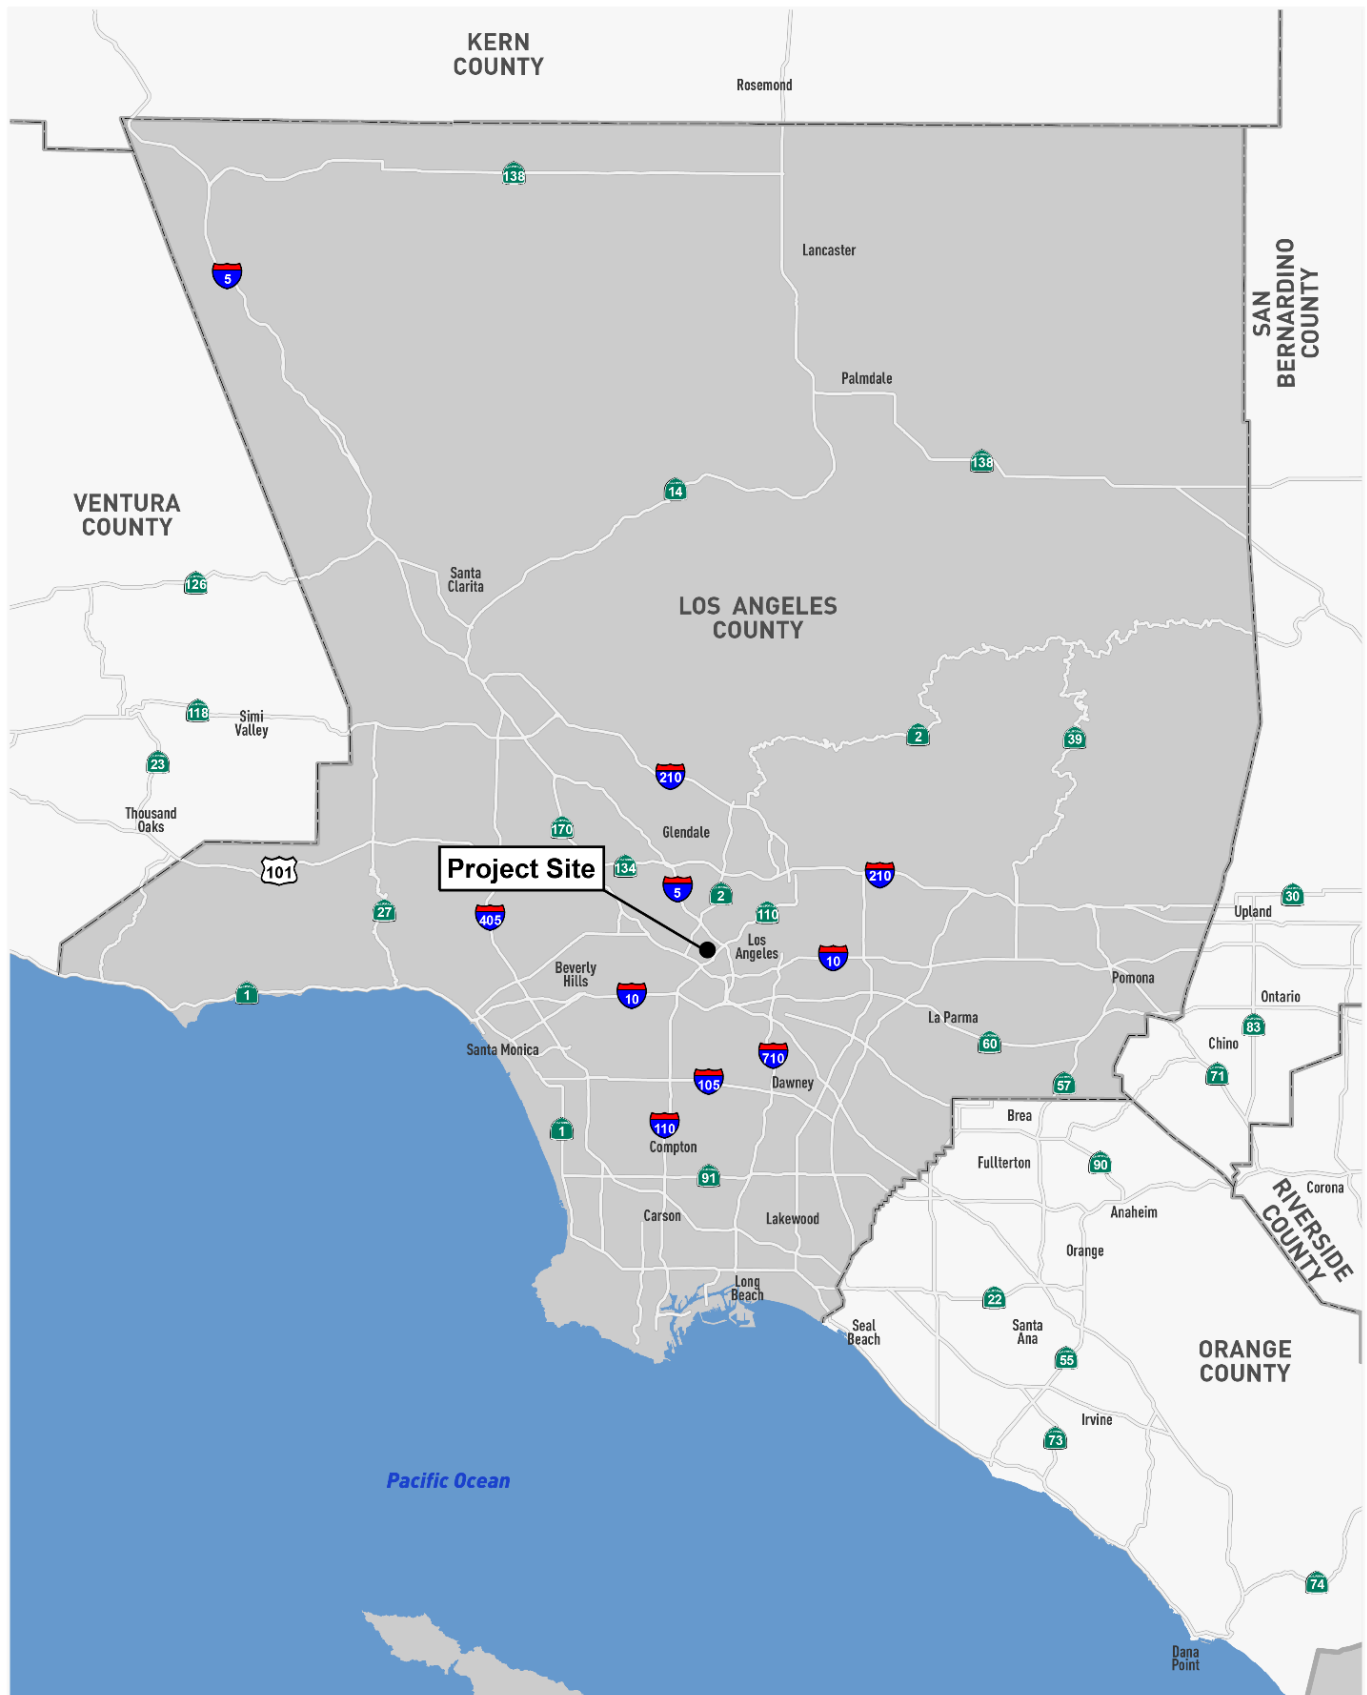 KERN
COUNTY
Rosemond
138
Lancaster
5
SAN
BERNARDINO
COUNTY
Palmdale
138
14
VENTURA
COUNTY
126
Santa
Clarita
LOS ANGELES
COUNTY
118
Simi
Valley
2
39
23
210
Thousand
Oaks
170
Glendale
101
Project Site
134
5
2
210
30
Upland
27
405
110
Los
Angeles
10
Beverly
Hills
Pomona
1
10
Ontario
La Parma
83
Santa Monica
60
Chino
710
105
Dawney
57
71
1
110
Brea
Compton
Fullterton
90
91
Corona
Carson
Lakewood
Anaheim
RIVERSIDE
COUNTY
Orange
Long
Beach
22
Seal
Beach
Santa
Ana
55
ORANGE
COUNTY
Irvine
73
Pacific Ocean
74
Dana
Point